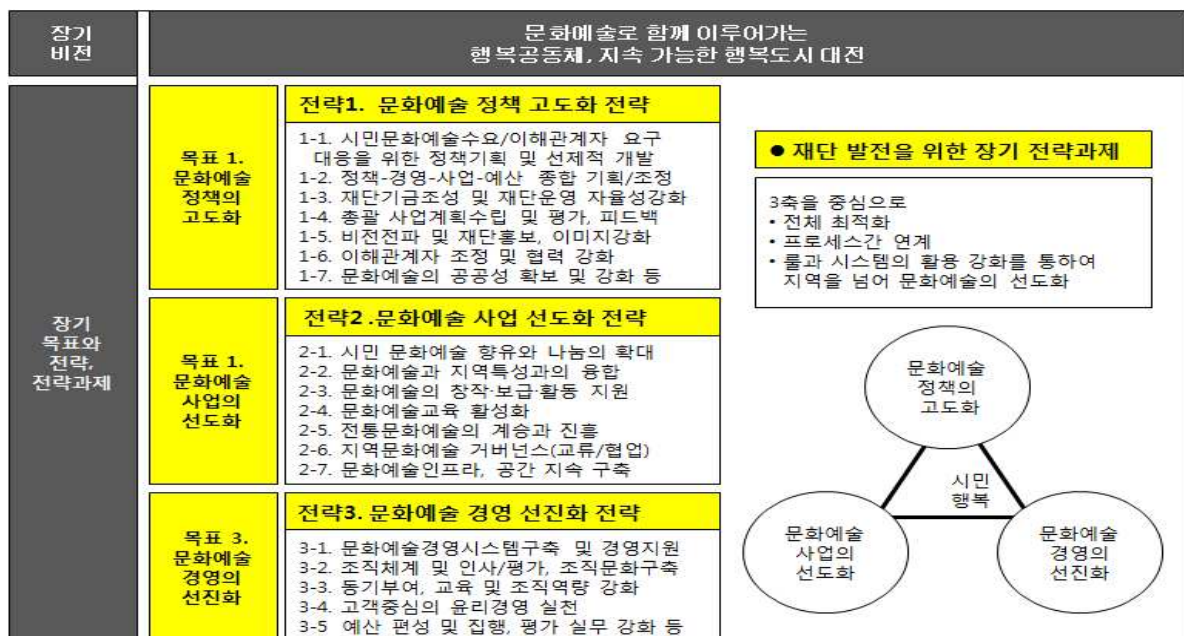 장기
비전
문화예술로 함께 이루어가는
행복공동체, 지속 가능한 행복도시 대전
장기
목표와
전략,
전략과제
목표 1.
문화예술
정책의
고도화
전략1. 문화예술 정책 고도화 전략
1-1. 시민문화예술수요/이해관계자 요구
대응을 위한 정책기획 및 선제적 개발
1-2. 정책-경영-사업-예산 종합 기획/조정
1-3. 재단기금조성 및 재단운영 자율성강화
1-4. 총괄 사업계획수립 및 평가, 피드백
1-5. 비전전파 및 재단홍보, 이미지강화
1-6. 이해관계자 조정 및 협력 강화
1-7. 문화예술의 공공성 확보 및 강화 등
목표 1.
문화예술
사업의
선도화
전략2 .문화예술 사업 선도화 전략
2-1. 시민 문화예술 향유와 나눔의 확대
2-2. 문화예술과 지역특성과의 융합
2-3. 문화예술의 창작·보급·활동 지원
2-4. 문화예술교육 활성화
2-5. 전통문화예술의 계승과 진흥
2-6. 지역문화예술 거버넌스(교류/협업)
2-7. 문화예술인프라, 공간 지속 구축
목표 3.
문화예술
경영의
선진화
전략3. 문화예술 경영 선진화 전략
3-1. 문화예술경영시스템구축 및 경영지원
3-2. 조직체계 및 인사/평가, 조직문화구축
3-3. 동기부여, 교육 및 조직역량 강화
3-4. 고객중심의 윤리경영 실천
3-5 예산 편성 및 집행, 평가 실무 강화 등
● 재단 발전을 위한 장기 전략과제
3축을 중심으로
• 전체 최적화
• 프로세스간 연계
• 룰과 시스템의 활용 강화를 통하여
지역을 넘어 문화예술의 선도화
문화예술
정책의
고도화
시민
행복
문화예술
사업의
선도화
문화예술
경영의
선진화